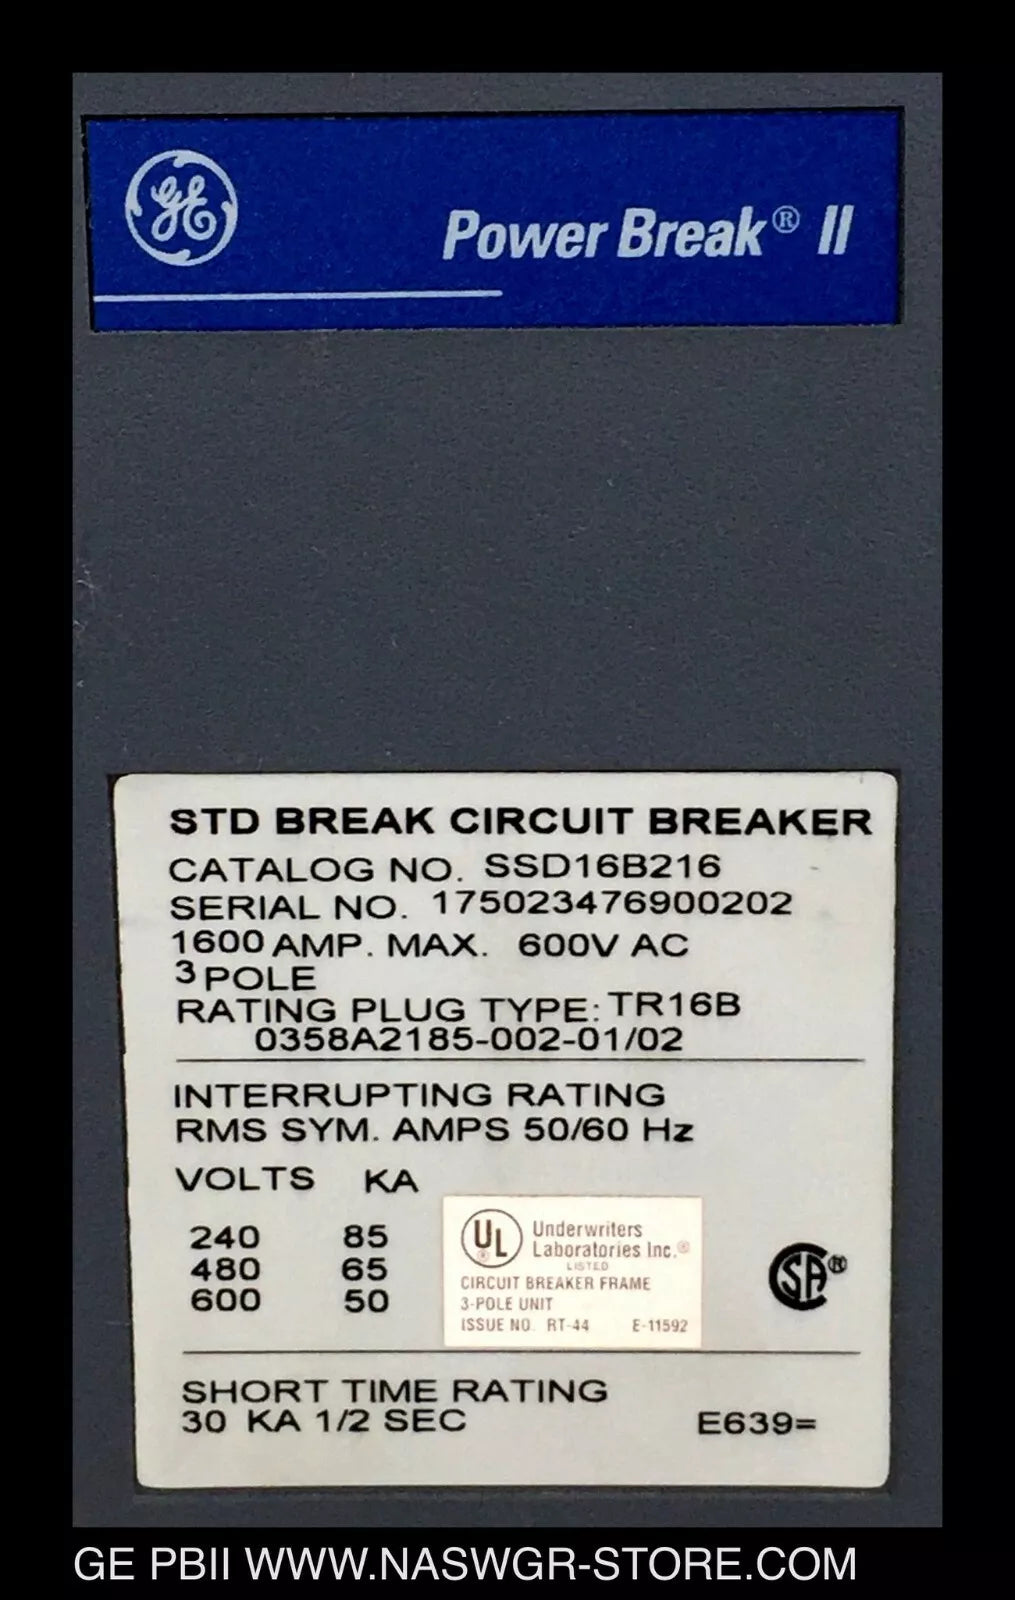 GE Power Break® II
STD BREAK CIRCUIT BREAKER
CATALOG NO. SSD16B216
SERIAL NO. 175023476900202
1600 AMP. MAX. 600V AC
3 POLE
RATING PLUG TYPE: TR16B
0358A2185-002-01/02
INTERRUPTING RATING
RMS SYM. AMPS 50/60 Hz
VOLTS KA
240 85
480 65
600 50
UL® Underwriters
Laboratories Inc.®
LISTED
CIRCUIT BREAKER FRAME
3-POLE UNIT
ISSUE NO. RT-44 E-11592
SA®
SHORT TIME RATING
30 KA 1/2 SEC E639=
GE PBII WWW.NASWGR-STORE.COM